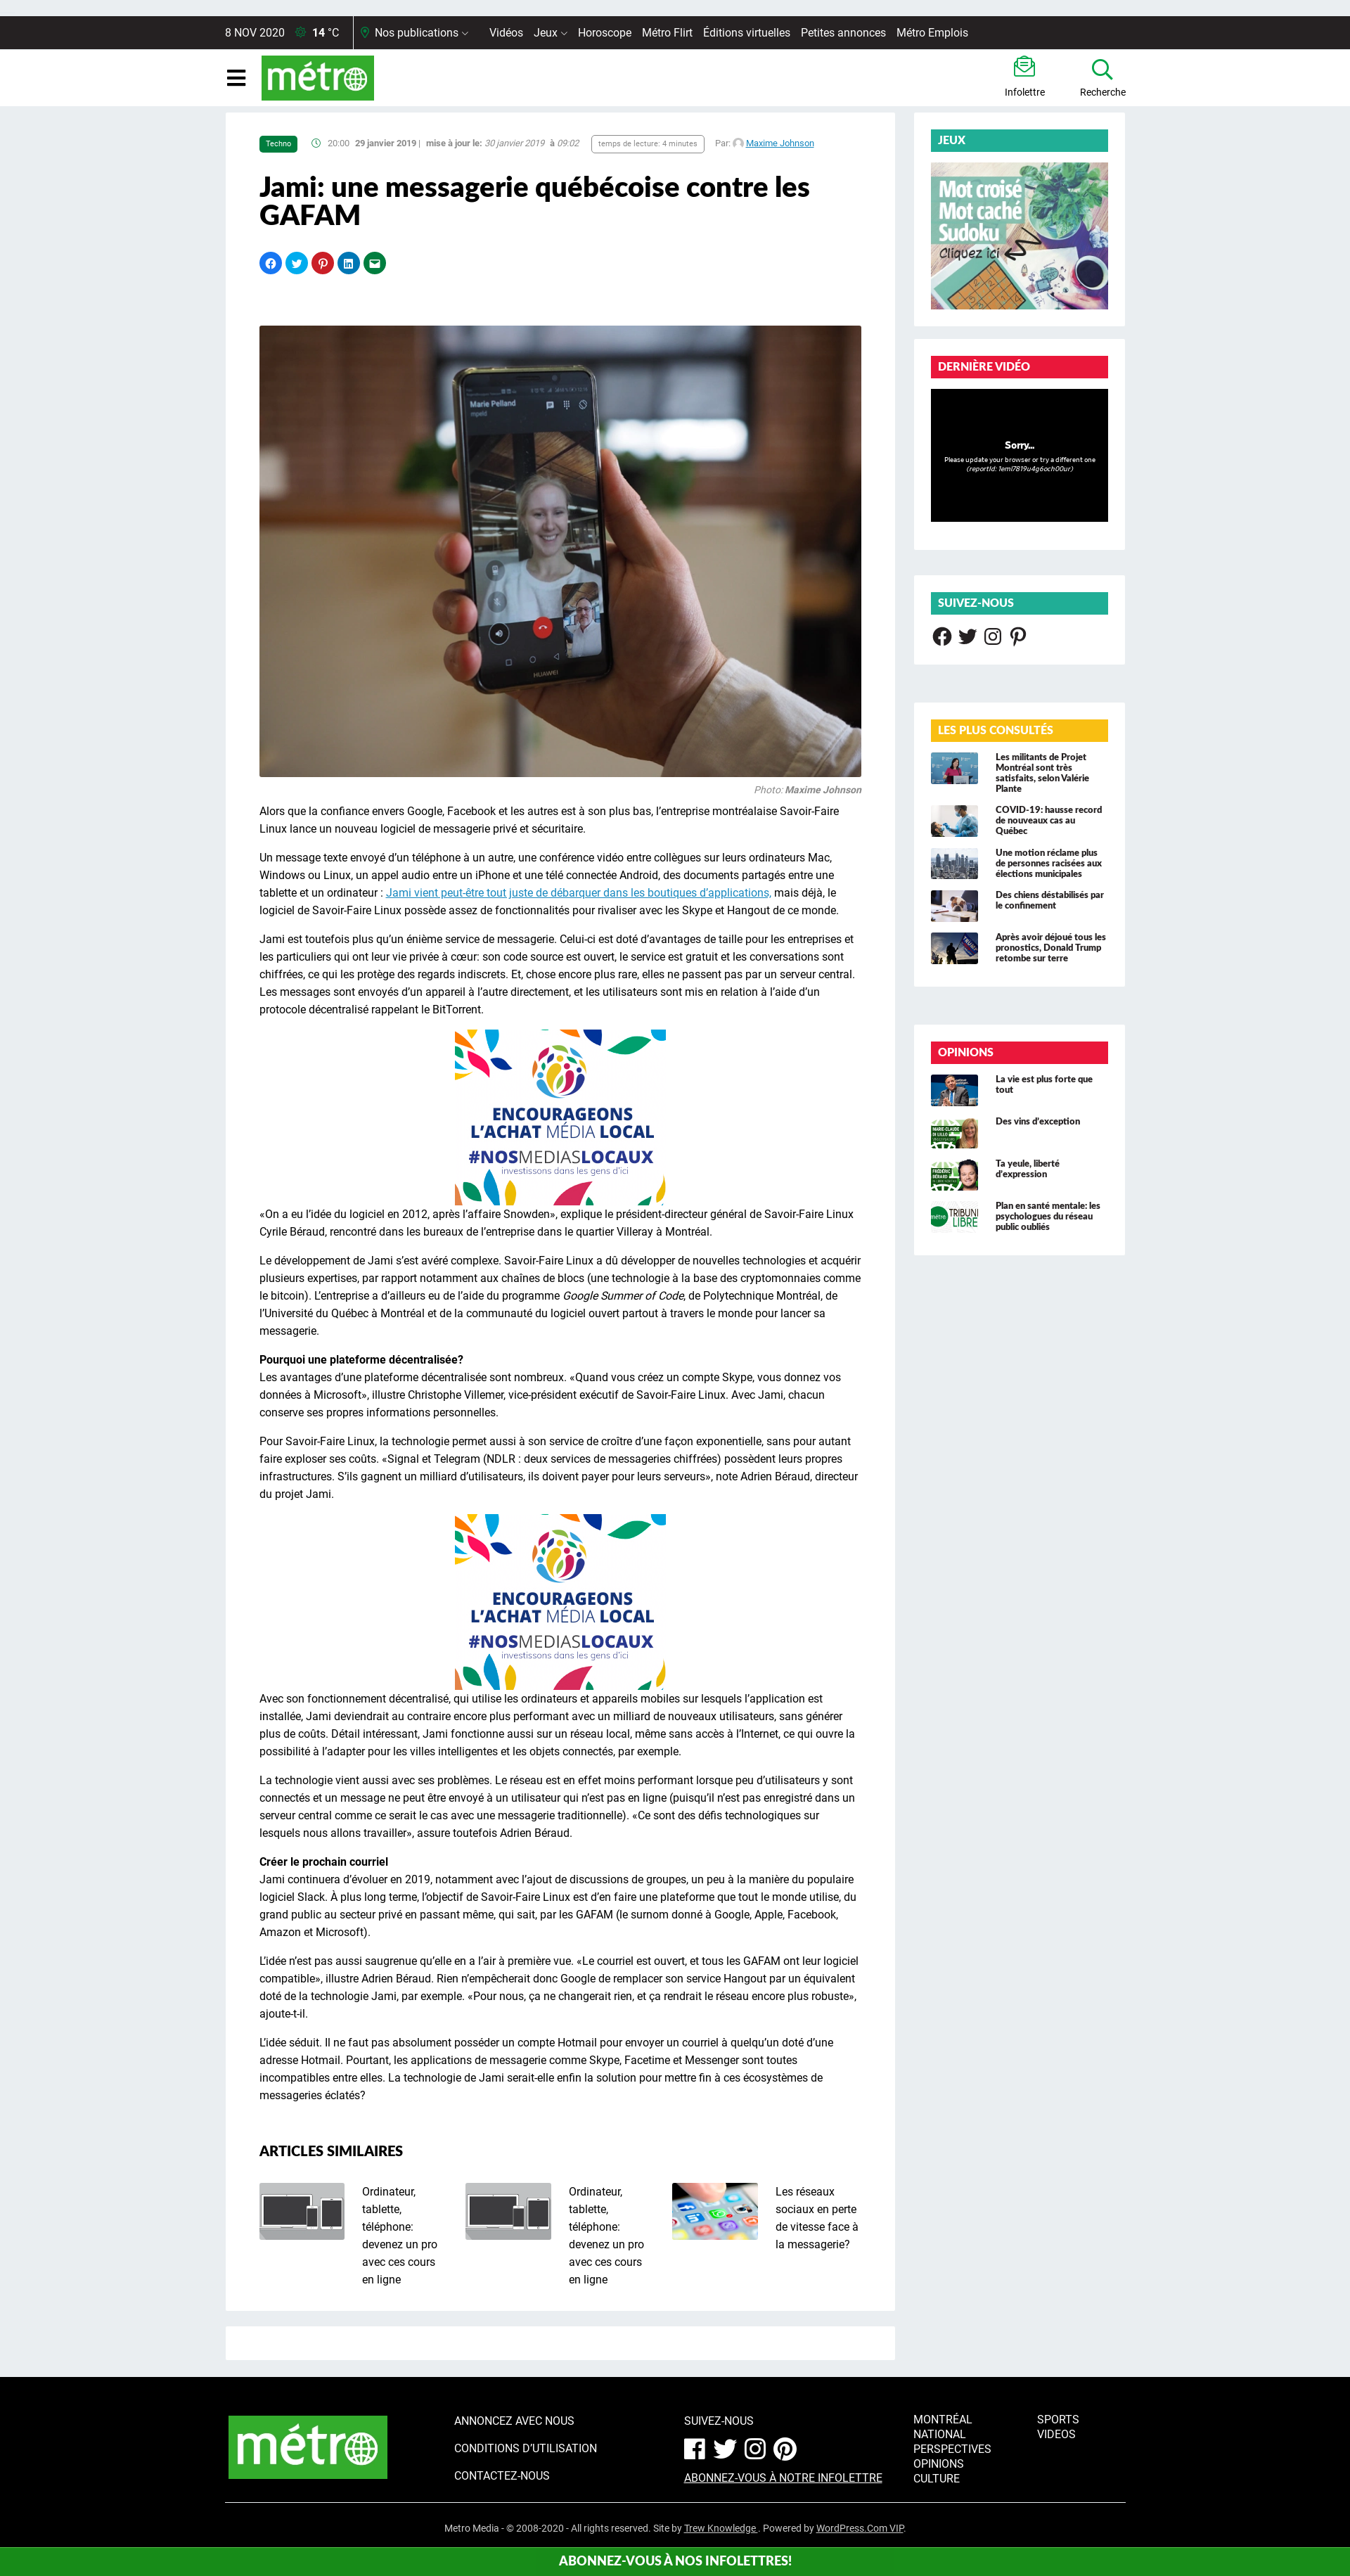 8 NOV 2020 14 °C Nos publications Vidéos Jeux Horoscope Métro Flirt Éditions virtuelles Petites annonces Métro Emplois
métro
Infolettre
Recherche
Techno 20:00 29 janvier 2019 | mise à jour le: 30 janvier 2019 à 09:02 temps de lecture: 4 minutes Par: Maxime Johnson
Jami: une messagerie québécoise contre les
GAFAM
Marie Pelland
HUAWEI
Photo: Maxime Johnson
Alors que la confiance envers Google, Facebook et les autres est à son plus bas, l’entreprise montréalaise Savoir-Faire
Linux lance un nouveau logiciel de messagerie privé et sécuritaire.
Un message texte envoyé d’un téléphone à un autre, une conférence vidéo entre collègues sur leurs ordinateurs Mac,
Windows ou Linux, un appel audio entre un iPhone et une télé connectée Android, des documents partagés entre une
tablette et un ordinateur : Jami vient peut-être tout juste de débarquer dans les boutiques d’applications, mais déjà, le
logiciel de Savoir-Faire Linux possède assez de fonctionnalités pour rivaliser avec les Skype et Hangout de ce monde.
Jami est toutefois plus qu’un énième service de messagerie. Celui-ci est doté d’avantages de taille pour les entreprises et
les particuliers qui ont leur vie privée à cœur: son code source est ouvert, le service est gratuit et les conversations sont
chiffrées, ce qui les protège des regards indiscrets. Et, chose encore plus rare, elles ne passent pas par un serveur central.
Les messages sont envoyés d’un appareil à l’autre directement, et les utilisateurs sont mis en relation à l’aide d’un
protocole décentralisé rappelant le BitTorrent.
ENCOURAGEONS
L’ACHAT MÉDIA LOCAL
#NOSMEDIASLOCAUX
investissons dans les gens d’ici
«On a eu l’idée du logiciel en 2012, après l’affaire Snowden», explique le président-directeur général de Savoir-Faire Linux
Cyrile Béraud, rencontré dans les bureaux de l’entreprise dans le quartier Villeray à Montréal.
Le développement de Jami s’est avéré complexe. Savoir-Faire Linux a dû développer de nouvelles technologies et acquérir
plusieurs expertises, par rapport notamment aux chaînes de blocs (une technologie à la base des cryptomonnaies comme
le bitcoin). L’entreprise a d’ailleurs eu de l’aide du programme Google Summer of Code, de Polytechnique Montréal, de
l’Université du Québec à Montréal et de la communauté du logiciel ouvert partout à travers le monde pour lancer sa
messagerie.
Pourquoi une plateforme décentralisée?
Les avantages d’une plateforme décentralisée sont nombreux. «Quand vous créez un compte Skype, vous donnez vos
données à Microsoft», illustre Christophe Villemer, vice-président exécutif de Savoir-Faire Linux. Avec Jami, chacun
conserve ses propres informations personnelles.
Pour Savoir-Faire Linux, la technologie permet aussi à son service de croître d’une façon exponentielle, sans pour autant
faire exploser ses coûts. «Signal et Telegram (NDLR : deux services de messageries chiffrées) possèdent leurs propres
infrastructures. S’ils gagnent un milliard d’utilisateurs, ils doivent payer pour leurs serveurs», note Adrien Béraud, directeur
du projet Jami.
ENCOURAGEONS
L’ACHAT MÉDIA LOCAL
#NOSMEDIASLOCAUX
investissons dans les gens d’ici
Avec son fonctionnement décentralisé, qui utilise les ordinateurs et appareils mobiles sur lesquels l’application est
installée, Jami deviendrait au contraire encore plus performant avec un milliard de nouveaux utilisateurs, sans générer
plus de coûts. Détail intéressant, Jami fonctionne aussi sur un réseau local, même sans accès à l’Internet, ce qui ouvre la
possibilité à l’adapter pour les villes intelligentes et les objets connectés, par exemple.
La technologie vient aussi avec ses problèmes. Le réseau est en effet moins performant lorsque peu d’utilisateurs y sont
connectés et un message ne peut être envoyé à un utilisateur qui n’est pas en ligne (puisqu’il n’est pas enregistré dans un
serveur central comme ce serait le cas avec une messagerie traditionnelle). «Ce sont des défis technologiques sur
lesquels nous allons travailler», assure toutefois Adrien Béraud.
Créer le prochain courriel
Jami continuera d’évoluer en 2019, notamment avec l’ajout de discussions de groupes, un peu à la manière du populaire
logiciel Slack. À plus long terme, l’objectif de Savoir-Faire Linux est d’en faire une plateforme que tout le monde utilise, du
grand public au secteur privé en passant même, qui sait, par les GAFAM (le surnom donné à Google, Apple, Facebook,
Amazon et Microsoft).
L’idée n’est pas aussi saugrenue qu’elle en a l’air à première vue. «Le courriel est ouvert, et tous les GAFAM ont leur logiciel
compatible», illustre Adrien Béraud. Rien n’empêcherait donc Google de remplacer son service Hangout par un équivalent
doté de la technologie Jami, par exemple. «Pour nous, ça ne changerait rien, et ça rendrait le réseau encore plus robuste»,
ajoute-t-il.
L’idée séduit. Il ne faut pas absolument posséder un compte Hotmail pour envoyer un courriel à quelqu’un doté d’une
adresse Hotmail. Pourtant, les applications de messagerie comme Skype, Facetime et Messenger sont toutes
incompatibles entre elles. La technologie de Jami serait-elle enfin la solution pour mettre fin à ces écosystèmes de
messageries éclatés?
ARTICLES SIMILAIRES
Ordinateur,
tablette,
téléphone:
devenez un pro
avec ces cours
en ligne
Ordinateur,
tablette,
téléphone:
devenez un pro
avec ces cours
en ligne
Les réseaux
sociaux en perte
de vitesse face à
la messagerie?
JEUX
Mot croisé
Mot caché
Sudoku
Cliquez ici
DERNIÈRE VIDÉO
Sorry...
Please update your browser or try a different one
(reportId: 1eml7819u4g6och00ur)
SUIVEZ-NOUS
LES PLUS CONSULTÉS
Les militants de Projet
Montréal sont très
satisfaits, selon Valérie
Plante
COVID-19: hausse record
de nouveaux cas au
Québec
Une motion réclame plus
de personnes racisées aux
élections municipales
Des chiens déstabilisés par
le confinement
Après avoir déjoué tous les
pronostics, Donald Trump
retombe sur terre
OPINIONS
La vie est plus forte que
tout
Des vins d’exception
Ta yeule, liberté
d’expression
TRIBUNE
LIBRE
Plan en santé mentale: les
psychologues du réseau
public oubliés
métro
ANNONCEZ AVEC NOUS
CONDITIONS D’UTILISATION
CONTACTEZ-NOUS
SUIVEZ-NOUS
ABONNEZ-VOUS À NOTRE INFOLETTRE
MONTRÉAL
NATIONAL
PERSPECTIVES
OPINIONS
CULTURE
SPORTS
VIDEOS
Metro Media - © 2008-2020 - All rights reserved. Site by Trew Knowledge . Powered by WordPress.Com VIP.
ABONNEZ-VOUS À NOS INFOLETTRES!